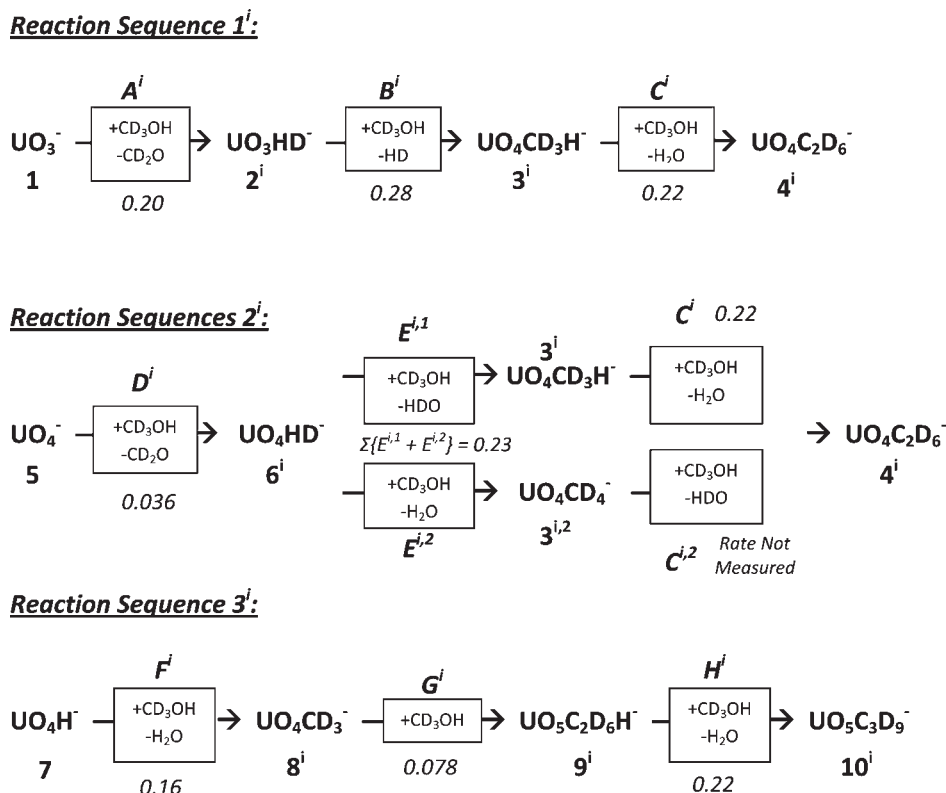 Reaction Sequence 1ⁱ:
Aⁱ Bⁱ Cⁱ
UO₃⁻ +CD₃OH -CD₂O UO₃HD⁻ +CD₃OH -HD UO₄CD₃H⁻ +CD₃OH -H₂O UO₄C₂D₆⁻
1 0.20 2ⁱ 0.28 3ⁱ 0.22 4ⁱ
Reaction Sequences 2ⁱ:
Eⁱ,¹ Cⁱ 0.22
Dⁱ +CD₃OH -HDO 3ⁱ UO₄CD₃H⁻ +CD₃OH -H₂O
UO₄⁻ +CD₃OH -CD₂O UO₄HD⁻ Σ{Eⁱ,¹ + Eⁱ,²} = 0.23 UO₄C₂D₆⁻
5 0.036 6ⁱ 4ⁱ
+CD₃OH -H₂O UO₄CD₄⁻ +CD₃OH -HDO
Eⁱ,² 3ⁱ,² Cⁱ,² Rate Not
Measured
Reaction Sequence 3ⁱ:
Fⁱ Gⁱ Hⁱ
UO₄H⁻ +CD₃OH -H₂O UO₄CD₃⁻ +CD₃OH UO₅C₂D₆H⁻ +CD₃OH -H₂O UO₅C₃D₉⁻
7 0.16 8ⁱ 0.078 9ⁱ 0.22 10ⁱ